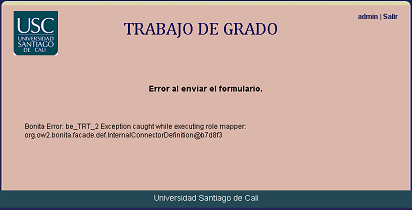 USC
UNIVERSIDAD
SANTIAGO
DE CALI
TRABAJO DE GRADO
admin | Salir
Error al enviar el formulario.
Bonita Error: be_TRT_2 Exception caught while executing role mapper:
org.ow2.bonita.facade.def.InternalConnectorDefinition@b7d8f3
Universidad Santiago de Cali